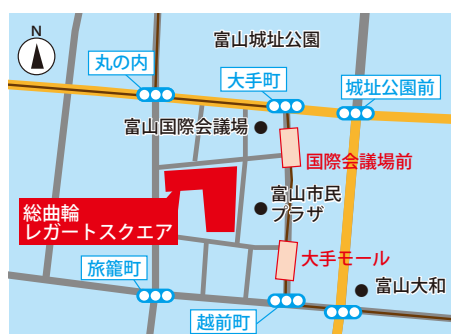 N
富山城址公園
丸の内
大手町
城址公園前
富山国際会議場
国際会議場前
富山市民
プラザ
総曲輪
レガートスクエア
大手モール
旅籠町
富山大和
越前町